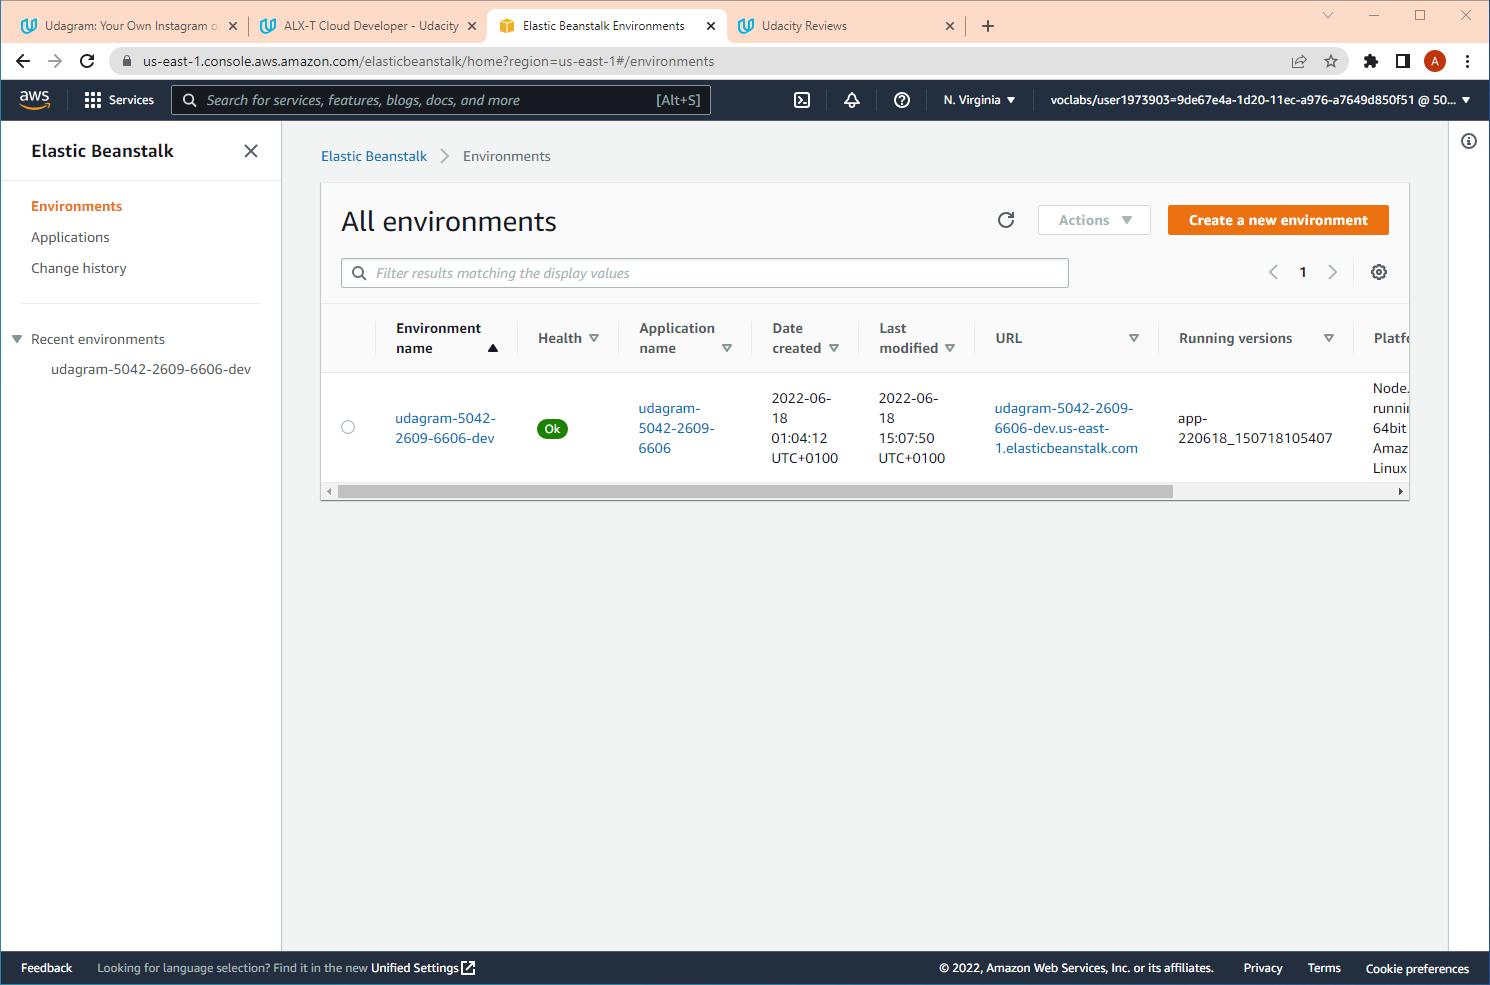 Udagram: Your Own Instagram o
ALX-T Cloud Developer - Udacity
Elastic Beanstalk Environments
Udacity Reviews
us-east-1.console.aws.amazon.com/elasticbeanstalk/home?region=us-east-1#/environments
A
aws
Services
Search for services, features, blogs, docs, and more
[Alt+S]
N. Virginia
voclabs/user1973903=9de67e4a-1d20-11ec-a976-a7649d850f51 @ 50...
Elastic Beanstalk
Environments
Applications
Change history
Recent environments
udagram-5042-2609-6606-dev
Elastic Beanstalk
Environments
All environments
Actions
Create a new environment
Filter results matching the display values
1
Environment
name
Health
Application
name
Date
created
Last
modified
URL
Running versions
Platfo
udagram-5042-
2609-6606-dev
Ok
udagram-
5042-2609-
6606
2022-06-
18
01:04:12
UTC+0100
2022-06-
18
15:07:50
UTC+0100
udagram-5042-2609-
6606-dev.us-east-
1.elasticbeanstalk.com
app-
220618_150718105407
Node.
runnin
64bit
Amaz
Linux
Feedback
Looking for language selection? Find it in the new Unified Settings
© 2022, Amazon Web Services, Inc. or its affiliates.
Privacy
Terms
Cookie preferences